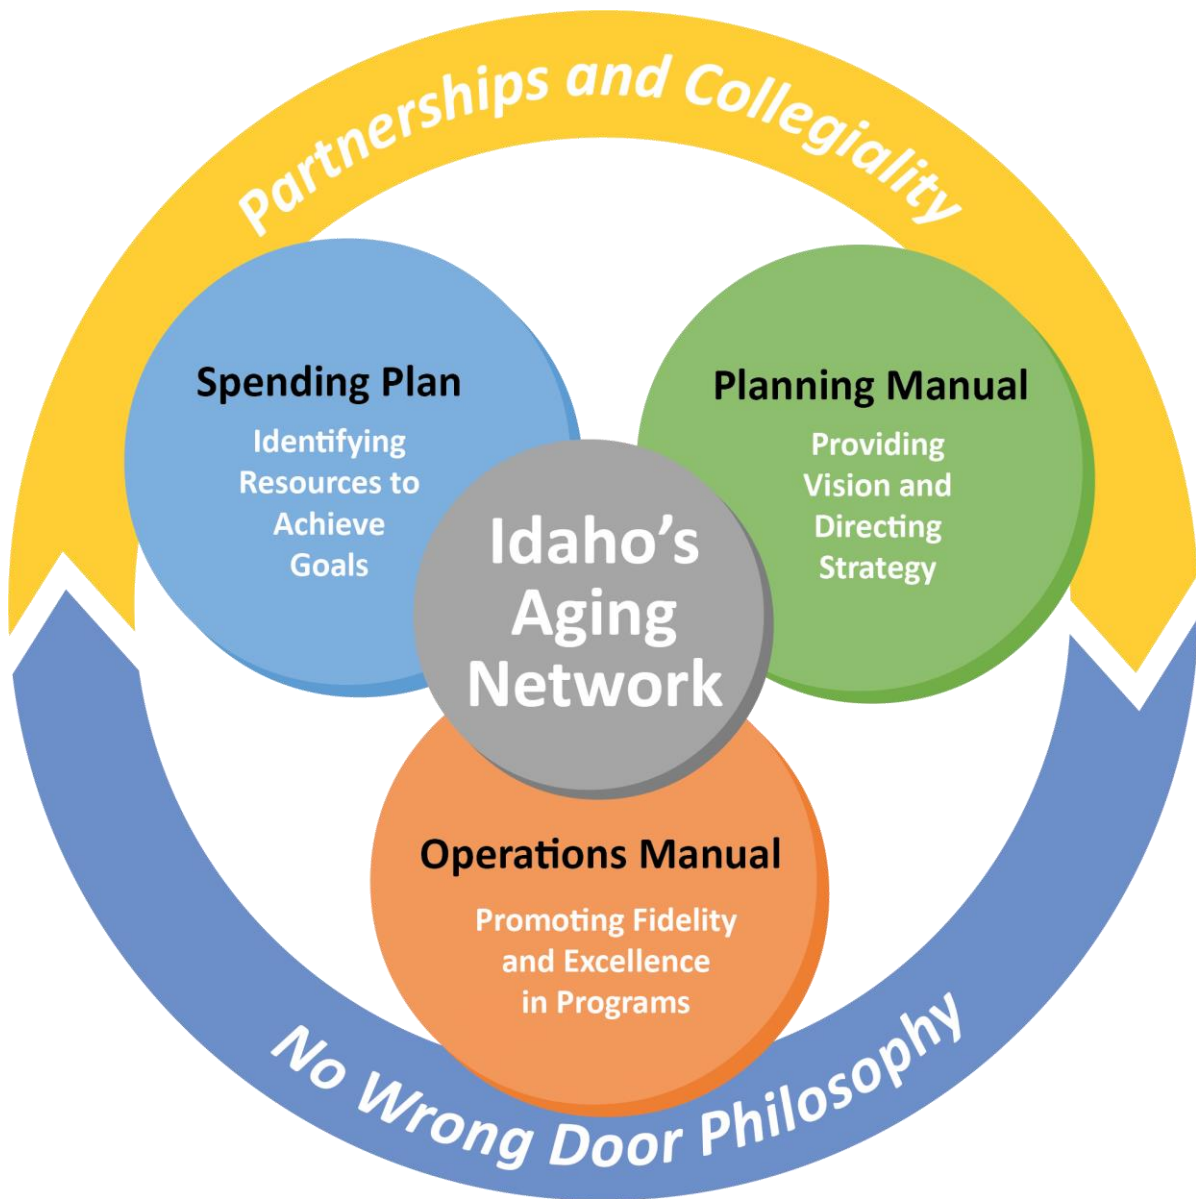 Partnerships and Collegiality
Spending Plan
Identifying
Resources to
Achieve
Goals
Planning Manual
Providing
Vision and
Directing
Strategy
Idaho’s
Aging
Network
Operations Manual
Promoting Fidelity
and Excellence
in Programs
No Wrong Door Philosophy